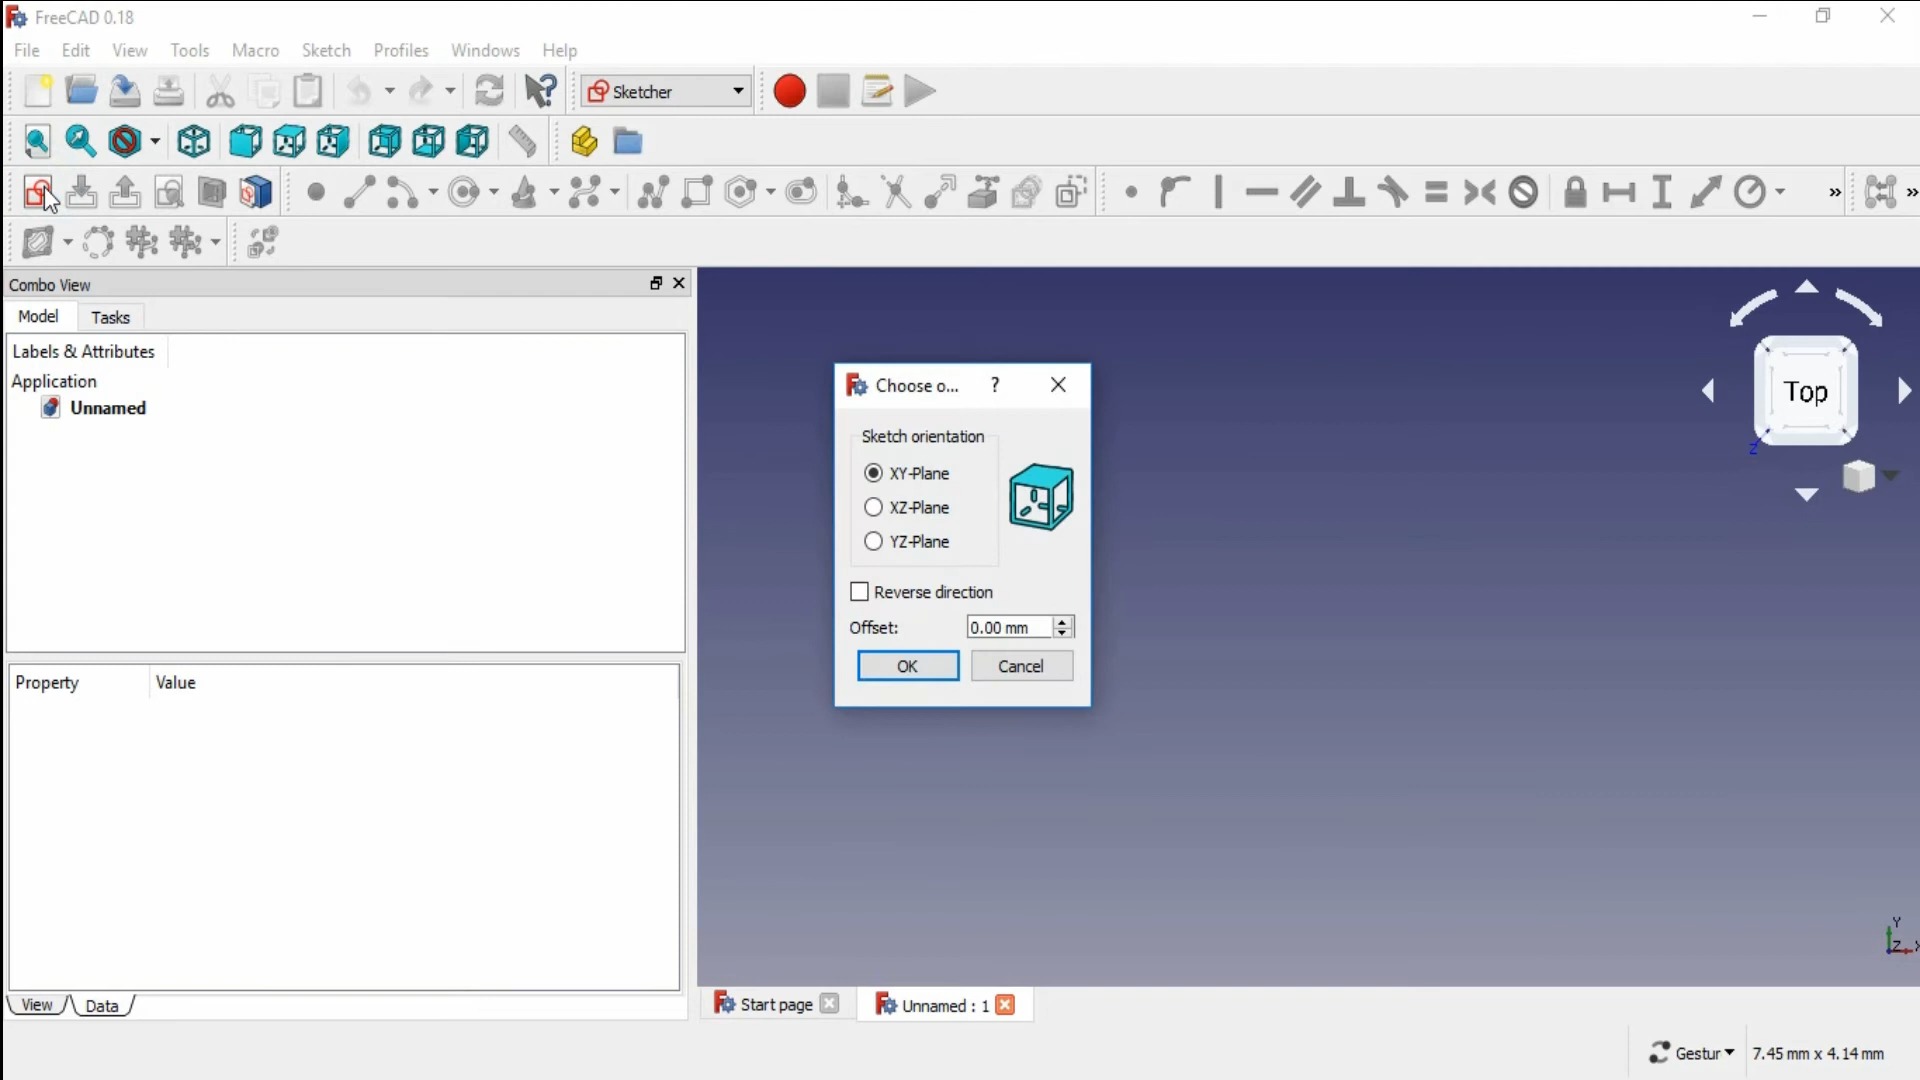 FreeCAD 0.18
File Edit View Tools Macro Sketch Profiles Windows Help
Sketcher
Combo View
Model Tasks
Labels & Attributes
Application
Unnamed
Property Value
View Data
Choose o... ?
Sketch orientation
XY-Plane
XZ-Plane
YZ-Plane
Reverse direction
Offset: 0.00 mm
OK Cancel
Top
Z
Y
Z X
Start page Unnamed : 1
Gestur 7.45 mm x 4.14 mm